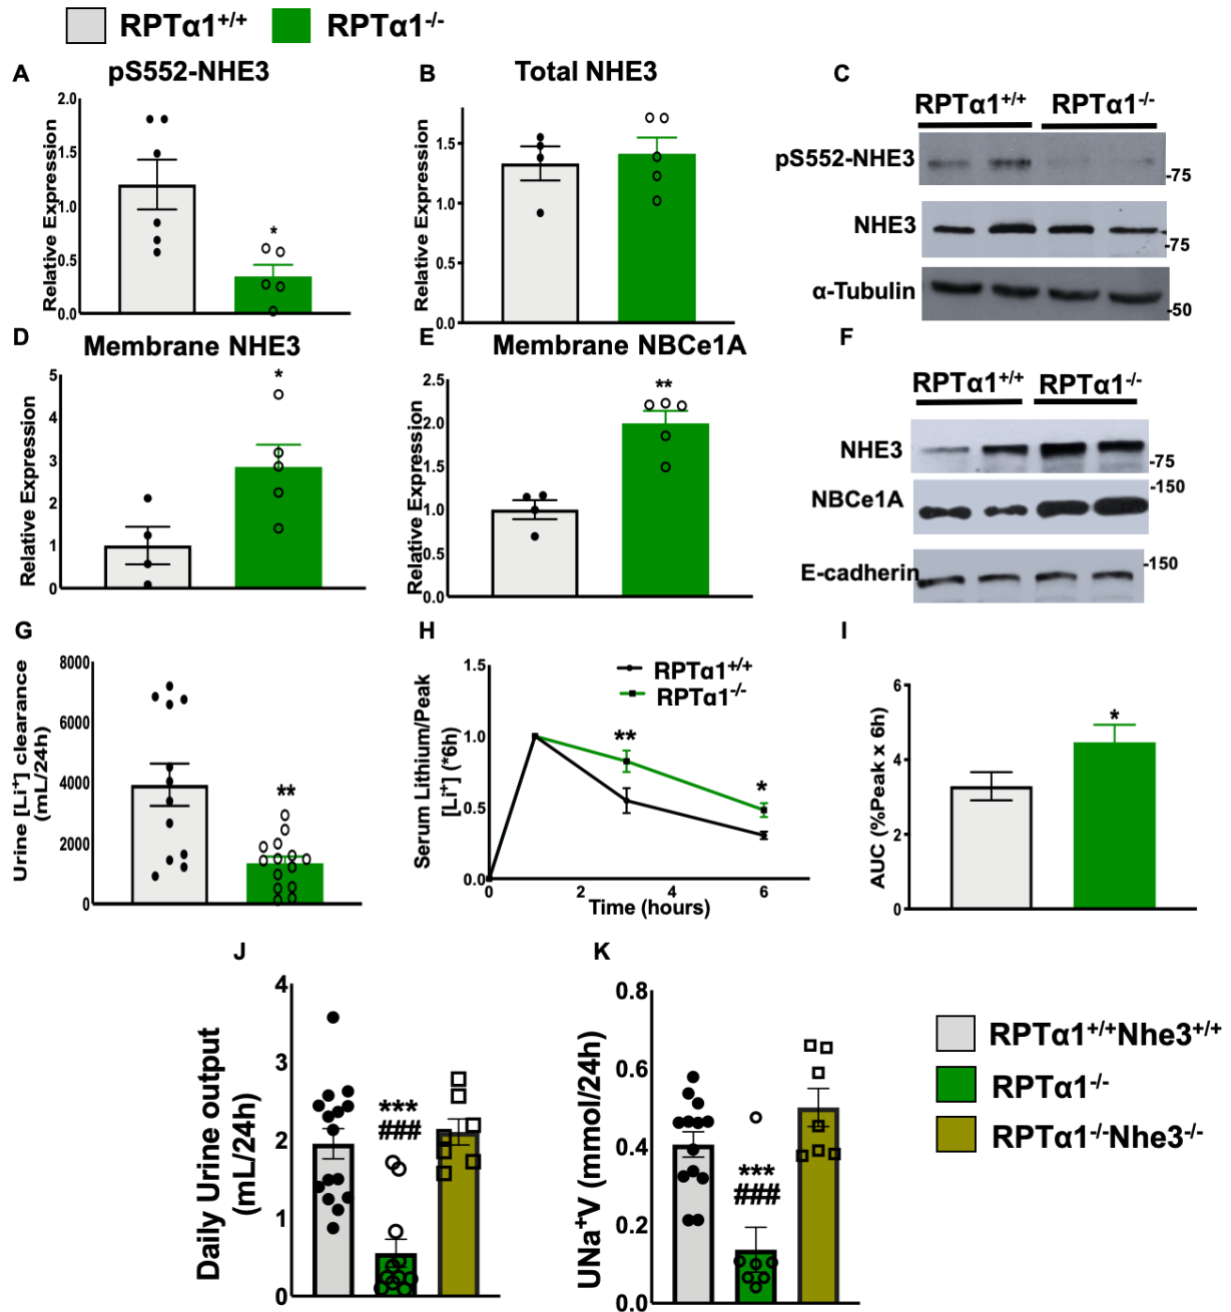 RPTα1+/+ RPTα1-/-
A pS552-NHE3
Relative Expression
2.0
1.5
1.0
0.5
0.0
*
B Total NHE3
Relative Expression
1.5
1.0
0.5
0.0
C
RPTα1+/+ RPTα1-/-
pS552-NHE3 -75
NHE3 -75
α-Tubulin -50
D Membrane NHE3
Relative Expression
5
4
3
2
1
0
*
E Membrane NBCe1A
Relative Expression
2.5
2.0
1.5
1.0
0.5
0.0
**
F
RPTα1+/+ RPTα1-/-
NHE3 -75
NBCe1A -150
E-cadherin -150
G
Urine [Li+] clearance
(mL/24h)
8000
6000
4000
2000
0
**
H
Serum Lithium/Peak
[Li+] (*6h)
1.5
1.0
0.5
0.0
RPTα1+/+
RPTα1-/-
**
*
0 2 4 6
Time (hours)
I
AUC (%Peak x 6h)
6
4
2
0
*
J
Daily Urine output
(mL/24h)
4
3
2
1
0
***
###
K
UNa+V (mmol/24h)
0.8
0.6
0.4
0.2
0.0
***
###
RPTα1+/+Nhe3+/+
RPTα1-/-
RPTα1-/-Nhe3-/-